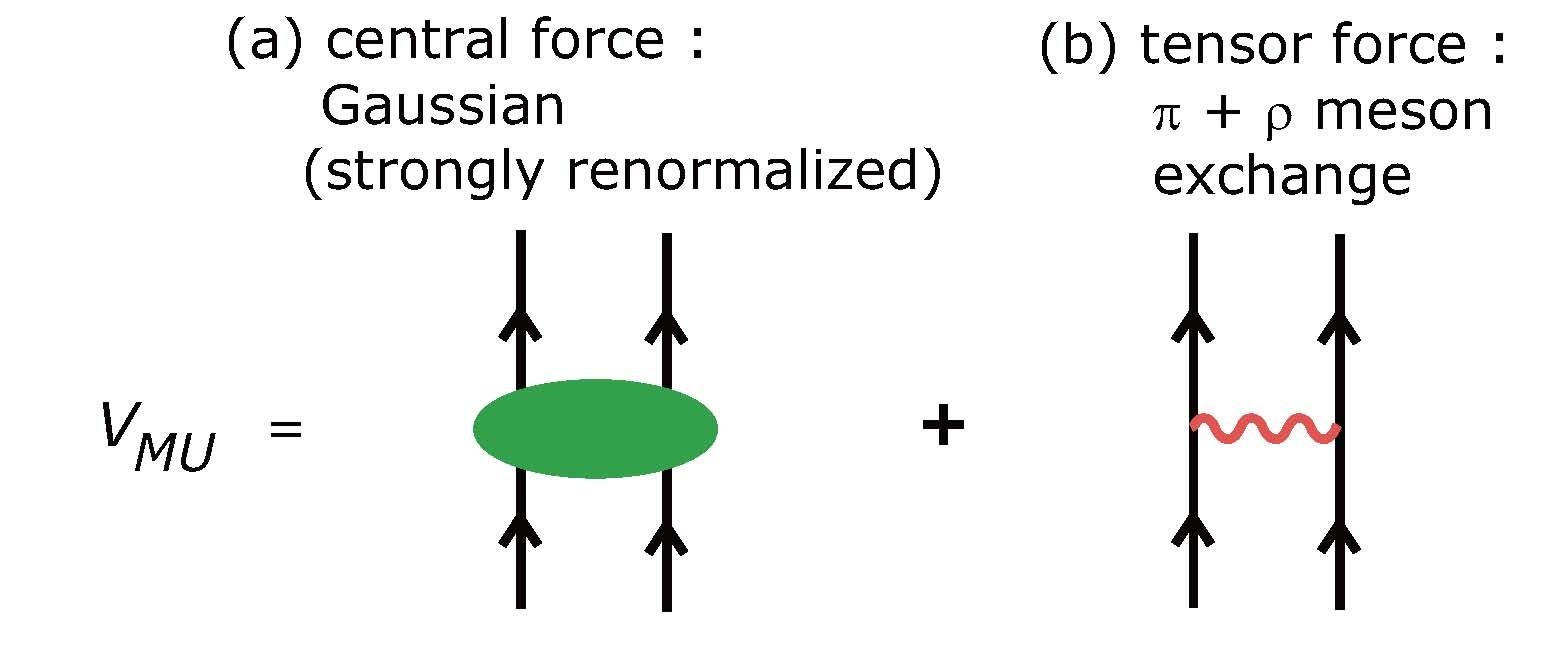 (a) central force :
Gaussian
(strongly renormalized)
(b) tensor force :
π + ρ meson
exchange
V_MU =
+